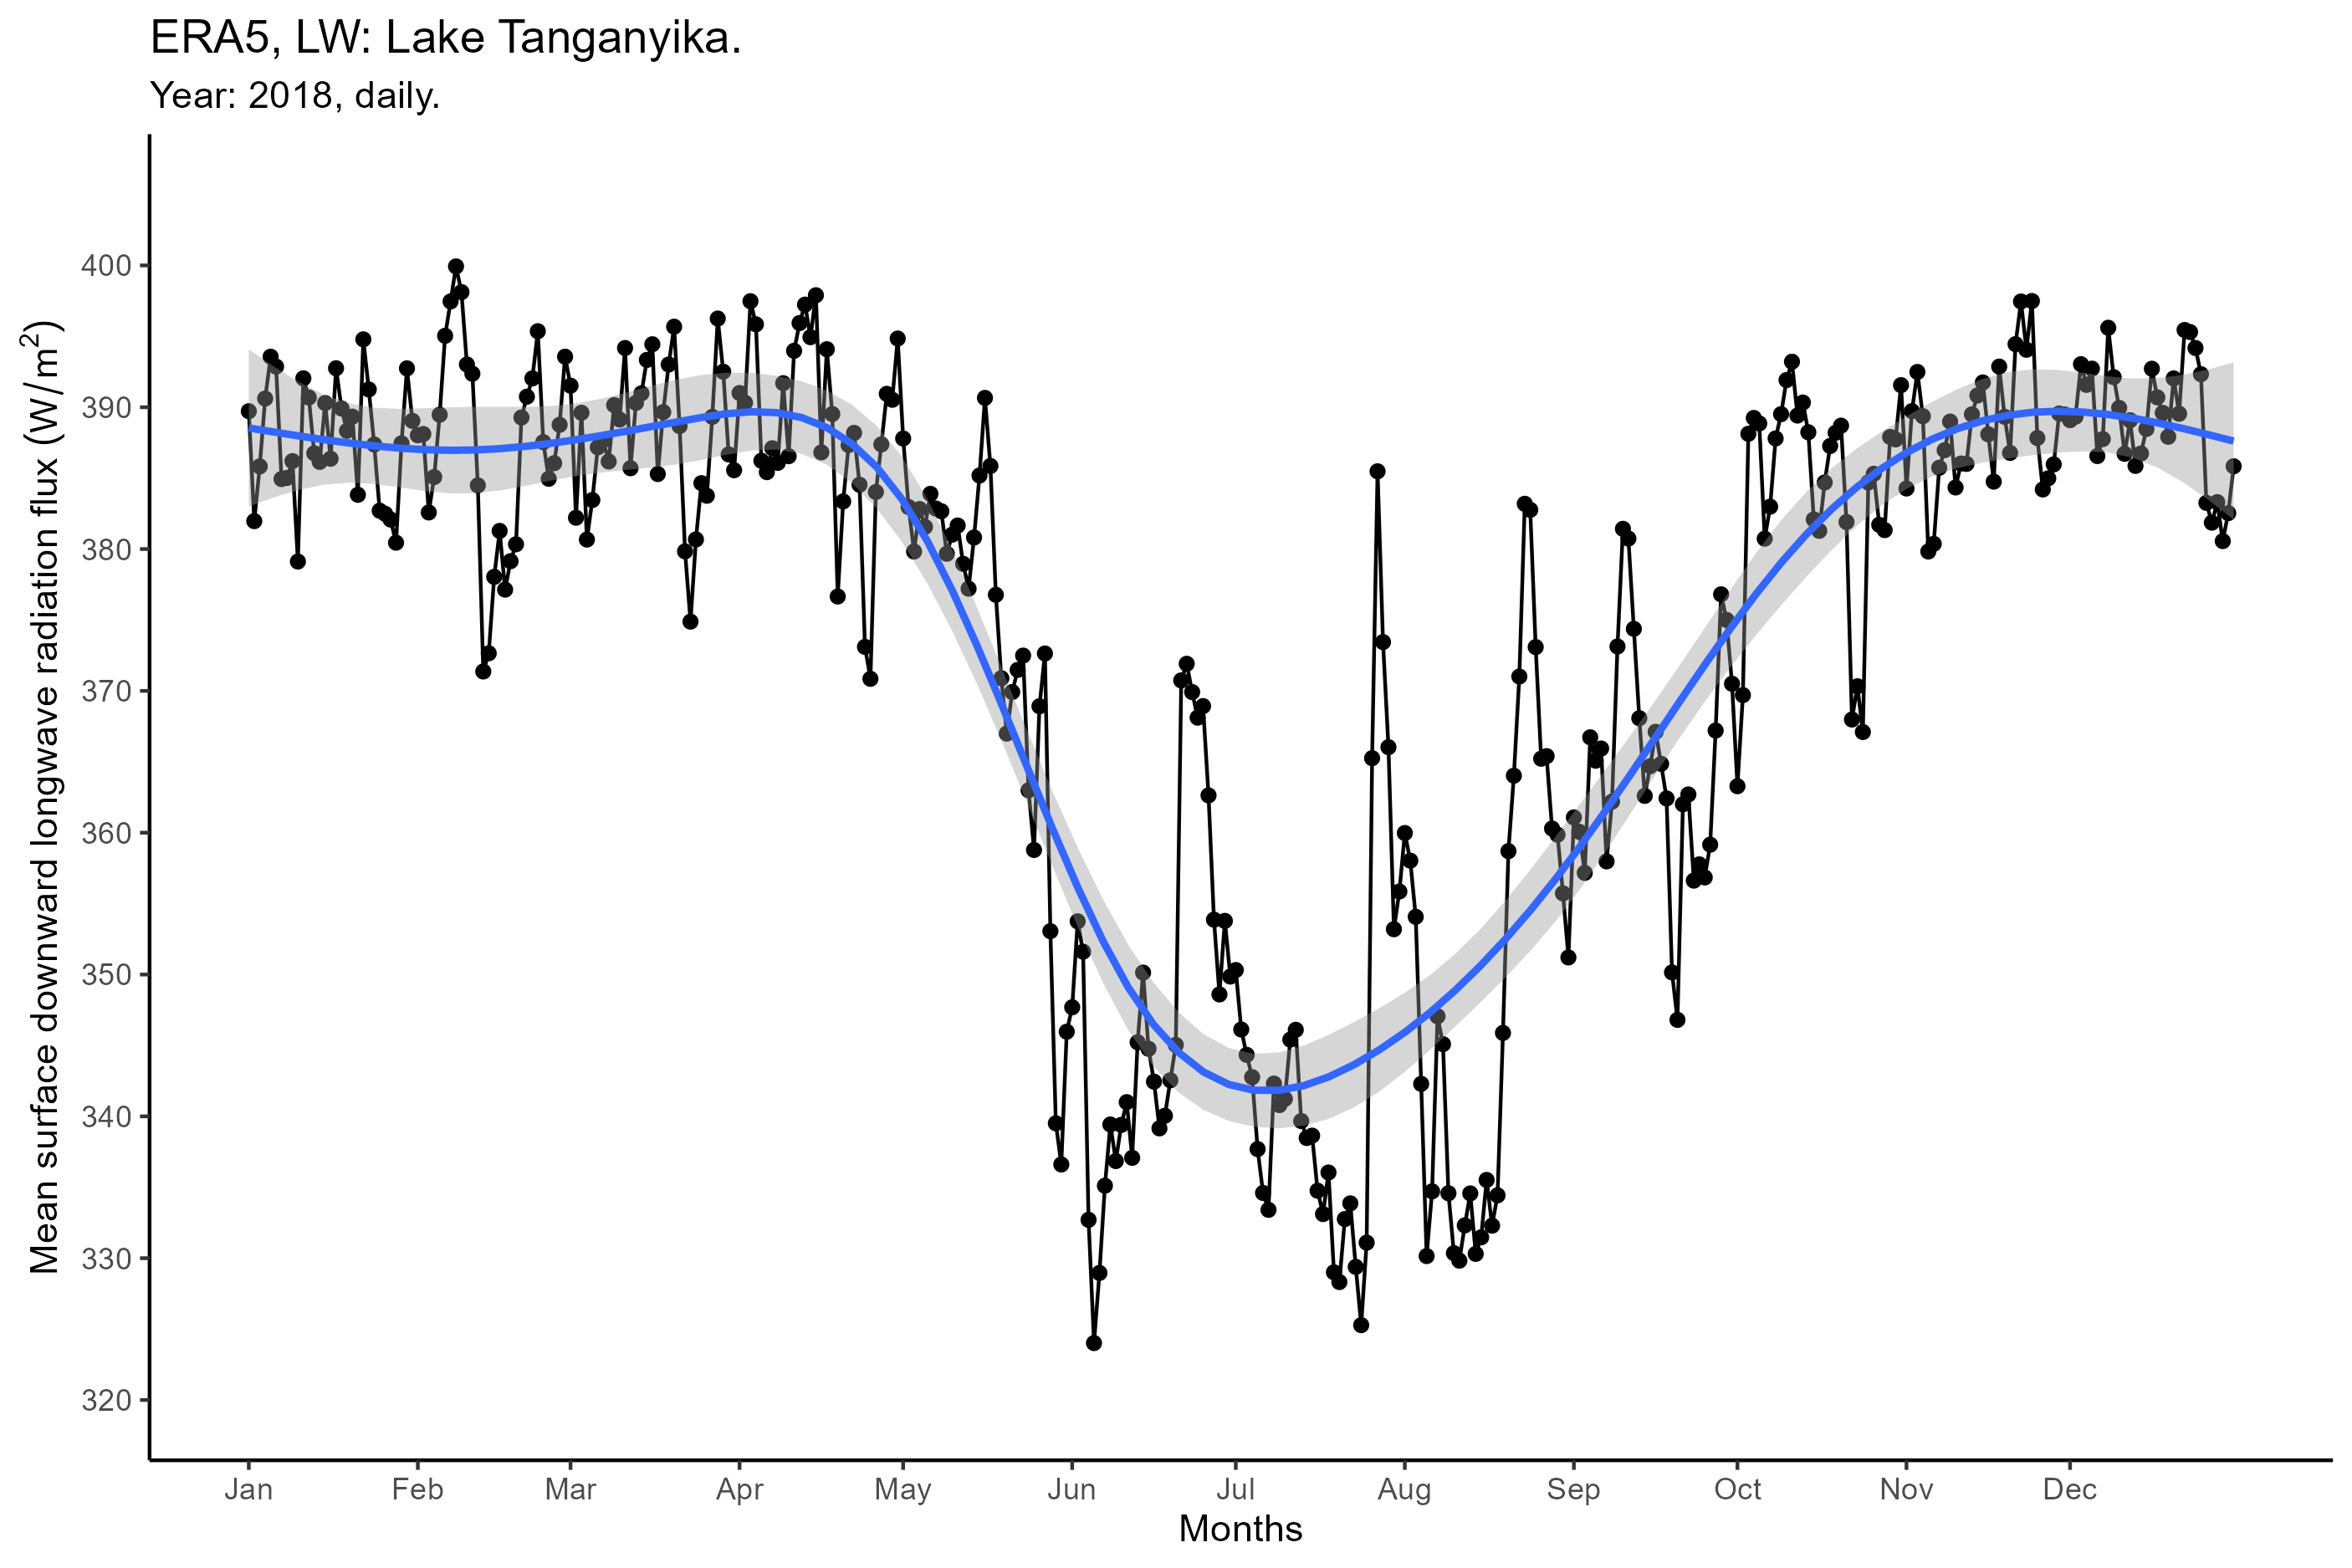 ERA5, LW: Lake Tanganyika.
Year: 2018, daily.
Mean surface downward longwave radiation flux (W/m²)
400
390
380
370
360
350
340
330
320
Jan Feb Mar Apr May Jun Jul Aug Sep Oct Nov Dec
Months